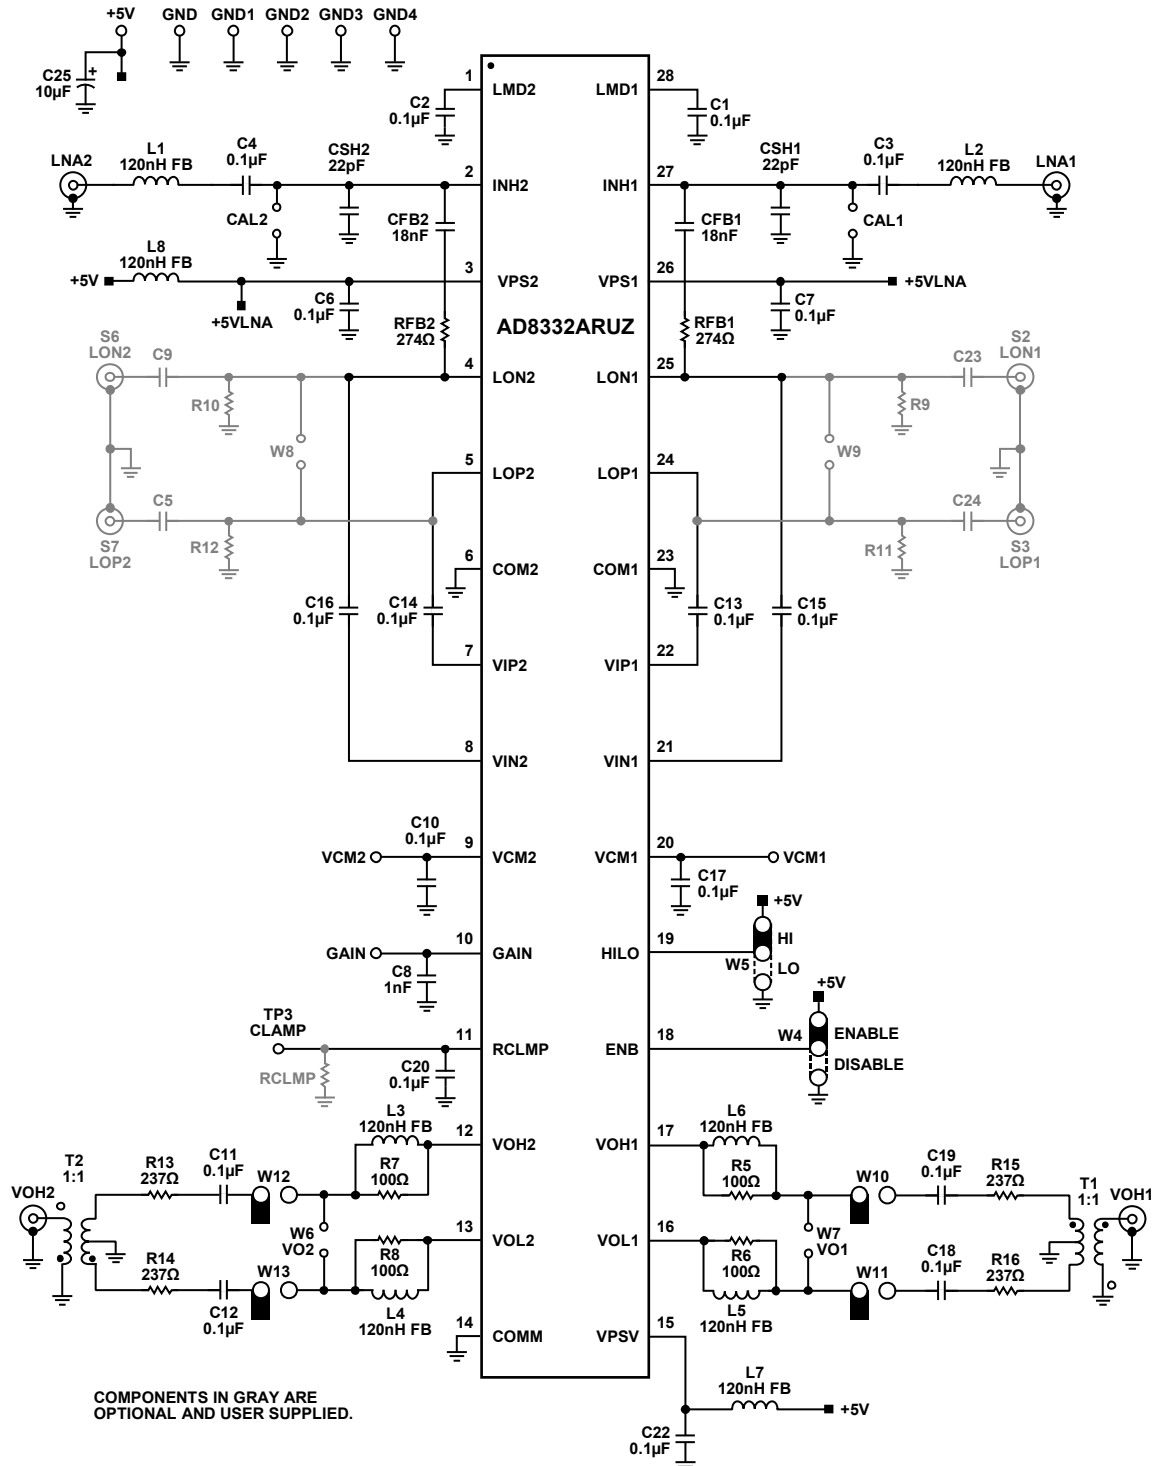 +5V
GND
GND1
GND2
GND3
GND4
C25
10µF
+
1
LMD2
LMD1
28
C2
0.1µF
C1
0.1µF
LNA2
L1
120nH FB
C4
0.1µF
CSH2
22pF
2
INH2
INH1
27
CSH1
22pF
C3
0.1µF
L2
120nH FB
LNA1
CAL2
CFB2
18nF
CFB1
18nF
CAL1
L8
120nH FB
+5V
+5VLNA
C6
0.1µF
3
VPS2
VPS1
26
C7
0.1µF
+5VLNA
AD8332ARUZ
RFB2
274Ω
RFB1
274Ω
S6
LON2
C9
R10
W8
4
LON2
LON1
25
W9
R9
C23
S2
LON1
5
LOP2
LOP1
24
C5
R12
S7
LOP2
C24
R11
S3
LOP1
6
COM2
COM1
23
C16
0.1µF
C14
0.1µF
C13
0.1µF
C15
0.1µF
7
VIP2
VIP1
22
8
VIN2
VIN1
21
C10
0.1µF
VCM2
9
VCM2
VCM1
20
VCM1
C17
0.1µF
+5V
HI
W5
LO
GAIN
10
GAIN
HILO
19
C8
1nF
+5V
W4
ENABLE
DISABLE
TP3
CLAMP
11
RCLMP
ENB
18
RCLMP
C20
0.1µF
L3
120nH FB
12
VOH2
VOH1
17
L6
120nH FB
T2
1:1
VOH2
R13
237Ω
C11
0.1µF
W12
R7
100Ω
R5
100Ω
W10
C19
0.1µF
R15
237Ω
T1
1:1
VOH1
W6
VO2
13
VOL2
VOL1
16
W7
VO1
R14
237Ω
C12
0.1µF
W13
R8
100Ω
L4
120nH FB
R6
100Ω
L5
120nH FB
W11
C18
0.1µF
R16
237Ω
14
COMM
VPSV
15
L7
120nH FB
+5V
C22
0.1µF
COMPONENTS IN GRAY ARE
OPTIONAL AND USER SUPPLIED.